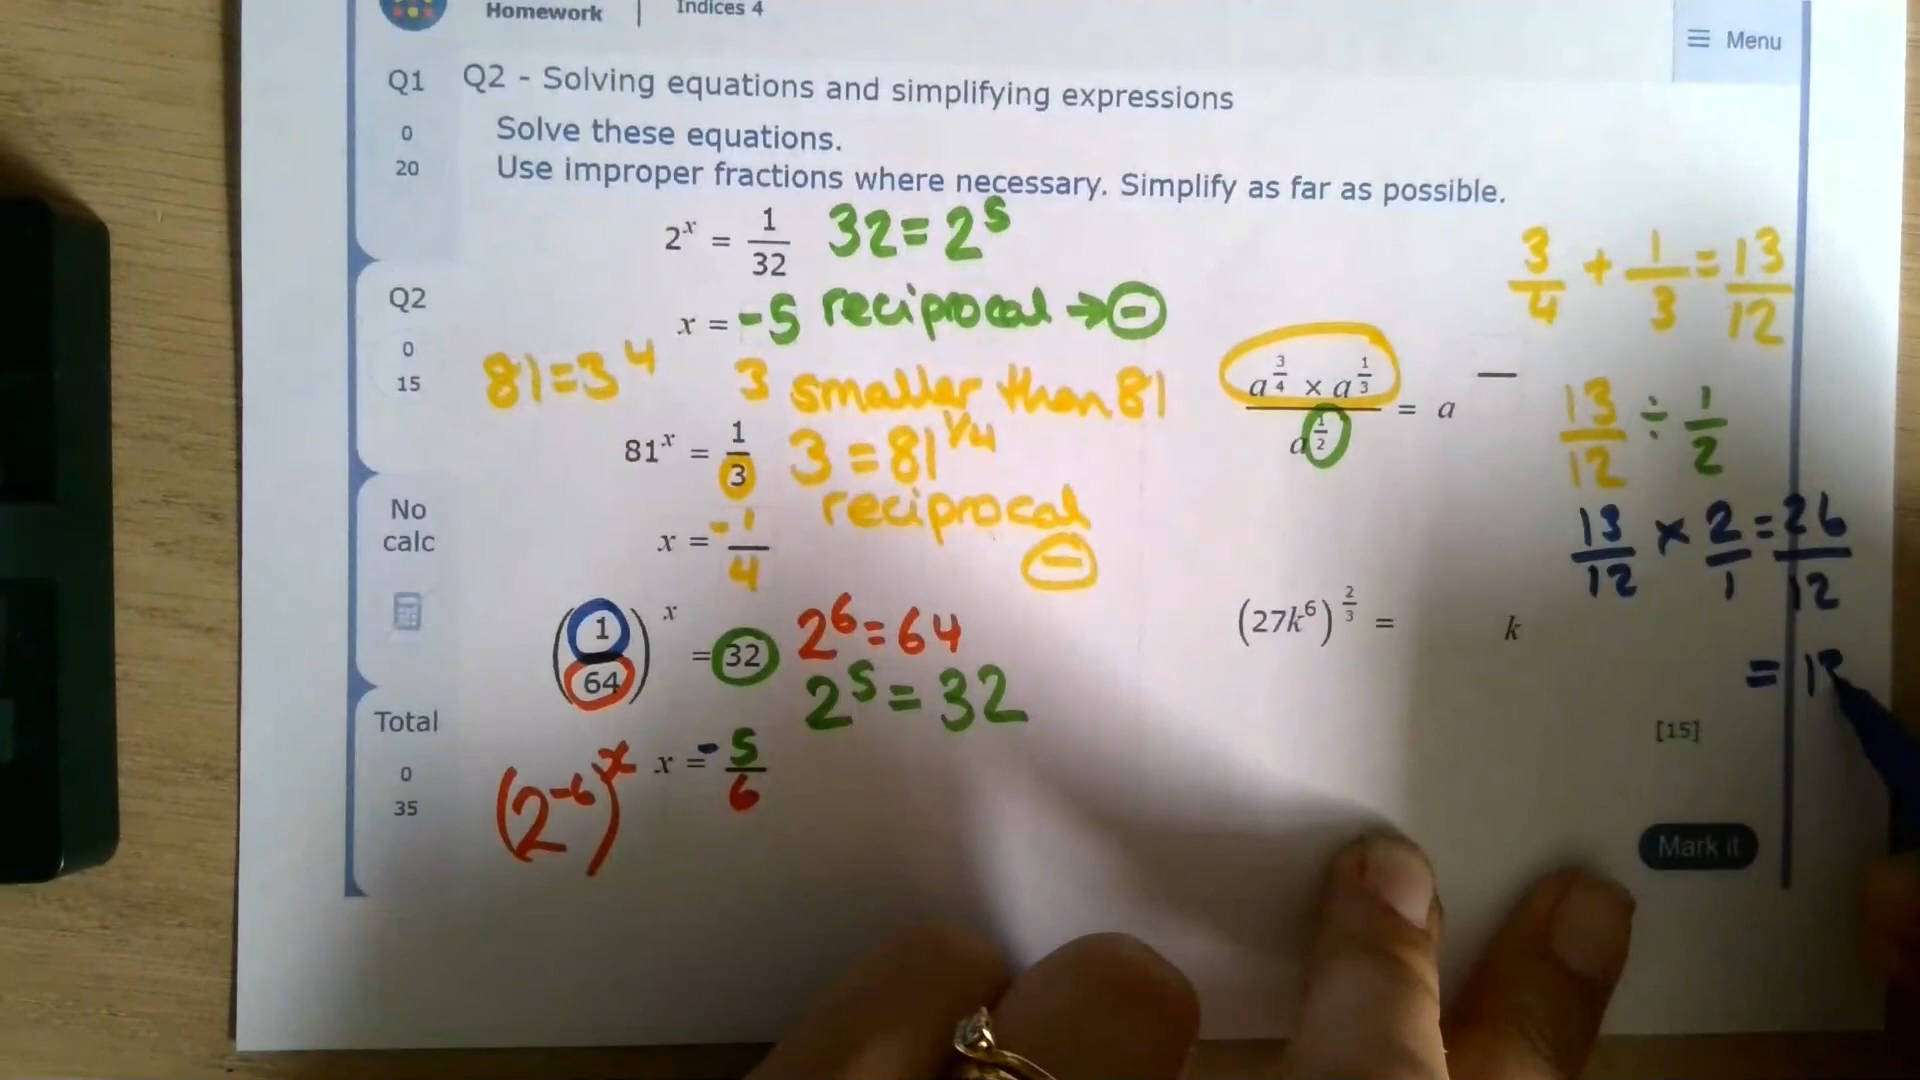 Homework | Indices 4
Menu
Q1
0
20
Q2
0
15
No
calc
Total
0
35
Q2 - Solving equations and simplifying expressions
Solve these equations.
Use improper fractions where necessary. Simplify as far as possible.
2^x = 1/32 32 = 2^5
x = -5 reciprocal → -
81 = 3^4 3 smaller than 81
81^x = 1/3 3 = 81^1/4
reciprocal
x = -1/4 -
(1/64)^x = 32 2^6 = 64
2^5 = 32
(2^-6)^x x = -5/6
3/4 + 1/3 = 13/12
(a^3/4 × a^1/3)/a^1/2 = a —
13/12 ÷ 1/2
13/12 × 2/1 = 26/12
(27k^6)^2/3 = k
= 13
[15]
Mark it